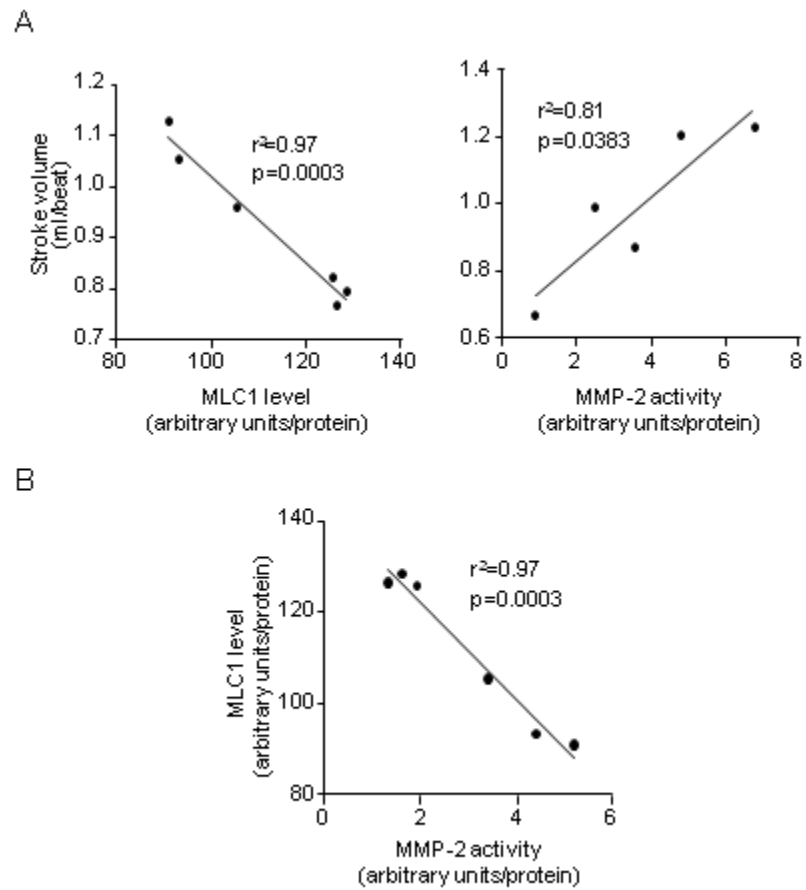 A
Stroke volume
(ml/beat)
1.2
1.1
1.0
0.9
0.8
0.7
r²=0.97
p=0.0003
80
100
120
140
MLC1 level
(arbitrary units/protein)
1.4
1.2
1.0
0.8
0.6
r²=0.81
p=0.0383
0
2
4
6
8
MMP-2 activity
(arbitrary units/protein)
B
MLC1 level
(arbitrary units/protein)
140
120
100
80
r²=0.97
p=0.0003
0
2
4
6
MMP-2 activity
(arbitrary units/protein)